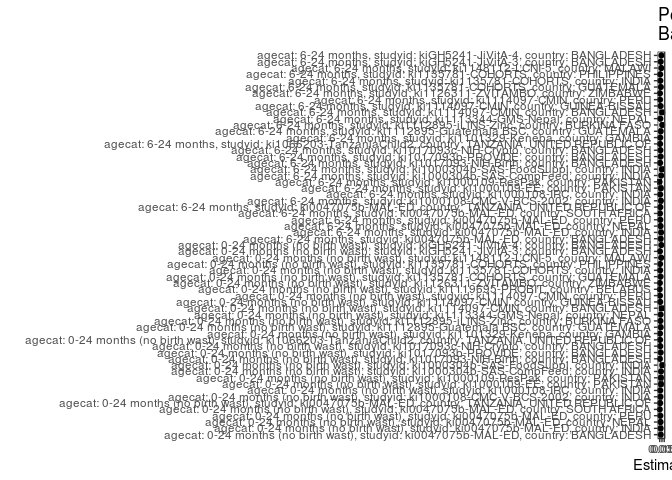 Po
Ba
agecat: 6-24 months, studyid: kiGH5241-JiVitA-4, country: BANGLADESH
agecat: 6-24 months, studyid: kiGH5241-JiVitA-3, country: BANGLADESH
agecat: 6-24 months, studyid: ki1148112-LCNI-5, country: MALAWI
agecat: 6-24 months, studyid: ki1135781-COHORTS, country: PHILIPPINES
agecat: 6-24 months, studyid: ki1135781-COHORTS, country: INDIA
agecat: 6-24 months, studyid: ki1135781-COHORTS, country: GUATEMALA
agecat: 6-24 months, studyid: ki1126311-ZVITAMBO, country: ZIMBABWE
agecat: 6-24 months, studyid: ki1114097-CMIN, country: PERU
agecat: 6-24 months, studyid: ki1114097-CMIN, country: GUINEA-BISSAU
agecat: 6-24 months, studyid: ki1114097-CMIN, country: BANGLADESH
agecat: 6-24 months, studyid: ki1113344-GMS-Nepal, country: NEPAL
agecat: 6-24 months, studyid: ki1112895-Guatemala BSC, country: GUATEMALA
agecat: 6-24 months, studyid: ki1101329-Keneba, country: GAMBIA
agecat: 6-24 months, studyid: ki1066203-TanzaniaChild2, country: TANZANIA, UNITED REPUBLIC OF
agecat: 6-24 months, studyid: ki1017093c-NIH-Crypto, country: BANGLADESH
agecat: 6-24 months, studyid: ki1017093b-PROVIDE, country: BANGLADESH
agecat: 6-24 months, studyid: ki1017093-NIH-Birth, country: BANGLADESH
agecat: 6-24 months, studyid: ki1000304b-SAS-FoodSuppl, country: INDIA
agecat: 6-24 months, studyid: ki1000304b-SAS-CompFeed, country: INDIA
agecat: 6-24 months, studyid: ki1000109-EE, country: PAKISTAN
agecat: 6-24 months, studyid: ki1000108-IRC, country: INDIA
agecat: 6-24 months, studyid: ki1000108-CMC-V-BCS-2002, country: INDIA
agecat: 6-24 months, studyid: ki0047075b-MAL-ED, country: TANZANIA, UNITED REPUBLIC OF
agecat: 6-24 months, studyid: ki0047075b-MAL-ED, country: SOUTH AFRICA
agecat: 6-24 months, studyid: ki0047075b-MAL-ED, country: PERU
agecat: 6-24 months, studyid: ki0047075b-MAL-ED, country: NEPAL
agecat: 6-24 months, studyid: ki0047075b-MAL-ED, country: INDIA
agecat: 6-24 months, studyid: ki0047075b-MAL-ED, country: BANGLADESH
agecat: 0-24 months (no birth wast), studyid: kiGH5241-JiVitA-4, country: BANGLADESH
agecat: 0-24 months (no birth wast), studyid: kiGH5241-JiVitA-3, country: BANGLADESH
agecat: 0-24 months (no birth wast), studyid: ki1148112-LCNI-5, country: MALAWI
agecat: 0-24 months (no birth wast), studyid: ki1135781-COHORTS, country: PHILIPPINES
agecat: 0-24 months (no birth wast), studyid: ki1135781-COHORTS, country: INDIA
agecat: 0-24 months (no birth wast), studyid: ki1135781-COHORTS, country: GUATEMALA
agecat: 0-24 months (no birth wast), studyid: ki1126311-ZVITAMBO, country: ZIMBABWE
agecat: 0-24 months (no birth wast), studyid: ki1119695-PROBIT, country: BELARUS
agecat: 0-24 months (no birth wast), studyid: ki1114097-CMIN, country: PERU
agecat: 0-24 months (no birth wast), studyid: ki1114097-CMIN, country: GUINEA-BISSAU
agecat: 0-24 months (no birth wast), studyid: ki1114097-CMIN, country: BANGLADESH
agecat: 0-24 months (no birth wast), studyid: ki1113344-GMS-Nepal, country: NEPAL
agecat: 0-24 months (no birth wast), studyid: ki1112895-Guatemala BSC, country: GUATEMALA
agecat: 0-24 months (no birth wast), studyid: ki1101329-Keneba, country: GAMBIA
agecat: 0-24 months (no birth wast), studyid: ki1066203-TanzaniaChild2, country: TANZANIA, UNITED REPUBLIC OF
agecat: 0-24 months (no birth wast), studyid: ki1017093c-NIH-Crypto, country: BANGLADESH
agecat: 0-24 months (no birth wast), studyid: ki1017093b-PROVIDE, country: BANGLADESH
agecat: 0-24 months (no birth wast), studyid: ki1017093-NIH-Birth, country: BANGLADESH
agecat: 0-24 months (no birth wast), studyid: ki1000304b-SAS-FoodSuppl, country: INDIA
agecat: 0-24 months (no birth wast), studyid: ki1000304b-SAS-CompFeed, country: INDIA
agecat: 0-24 months (no birth wast), studyid: ki1000109-EE, country: PAKISTAN
agecat: 0-24 months (no birth wast), studyid: ki1000108-IRC, country: INDIA
agecat: 0-24 months (no birth wast), studyid: ki1000108-CMC-V-BCS-2002, country: INDIA
agecat: 0-24 months (no birth wast), studyid: ki0047075b-MAL-ED, country: TANZANIA, UNITED REPUBLIC OF
agecat: 0-24 months (no birth wast), studyid: ki0047075b-MAL-ED, country: SOUTH AFRICA
agecat: 0-24 months (no birth wast), studyid: ki0047075b-MAL-ED, country: PERU
agecat: 0-24 months (no birth wast), studyid: ki0047075b-MAL-ED, country: NEPAL
agecat: 0-24 months (no birth wast), studyid: ki0047075b-MAL-ED, country: INDIA
agecat: 0-24 months (no birth wast), studyid: ki0047075b-MAL-ED, country: BANGLADESH
Estima